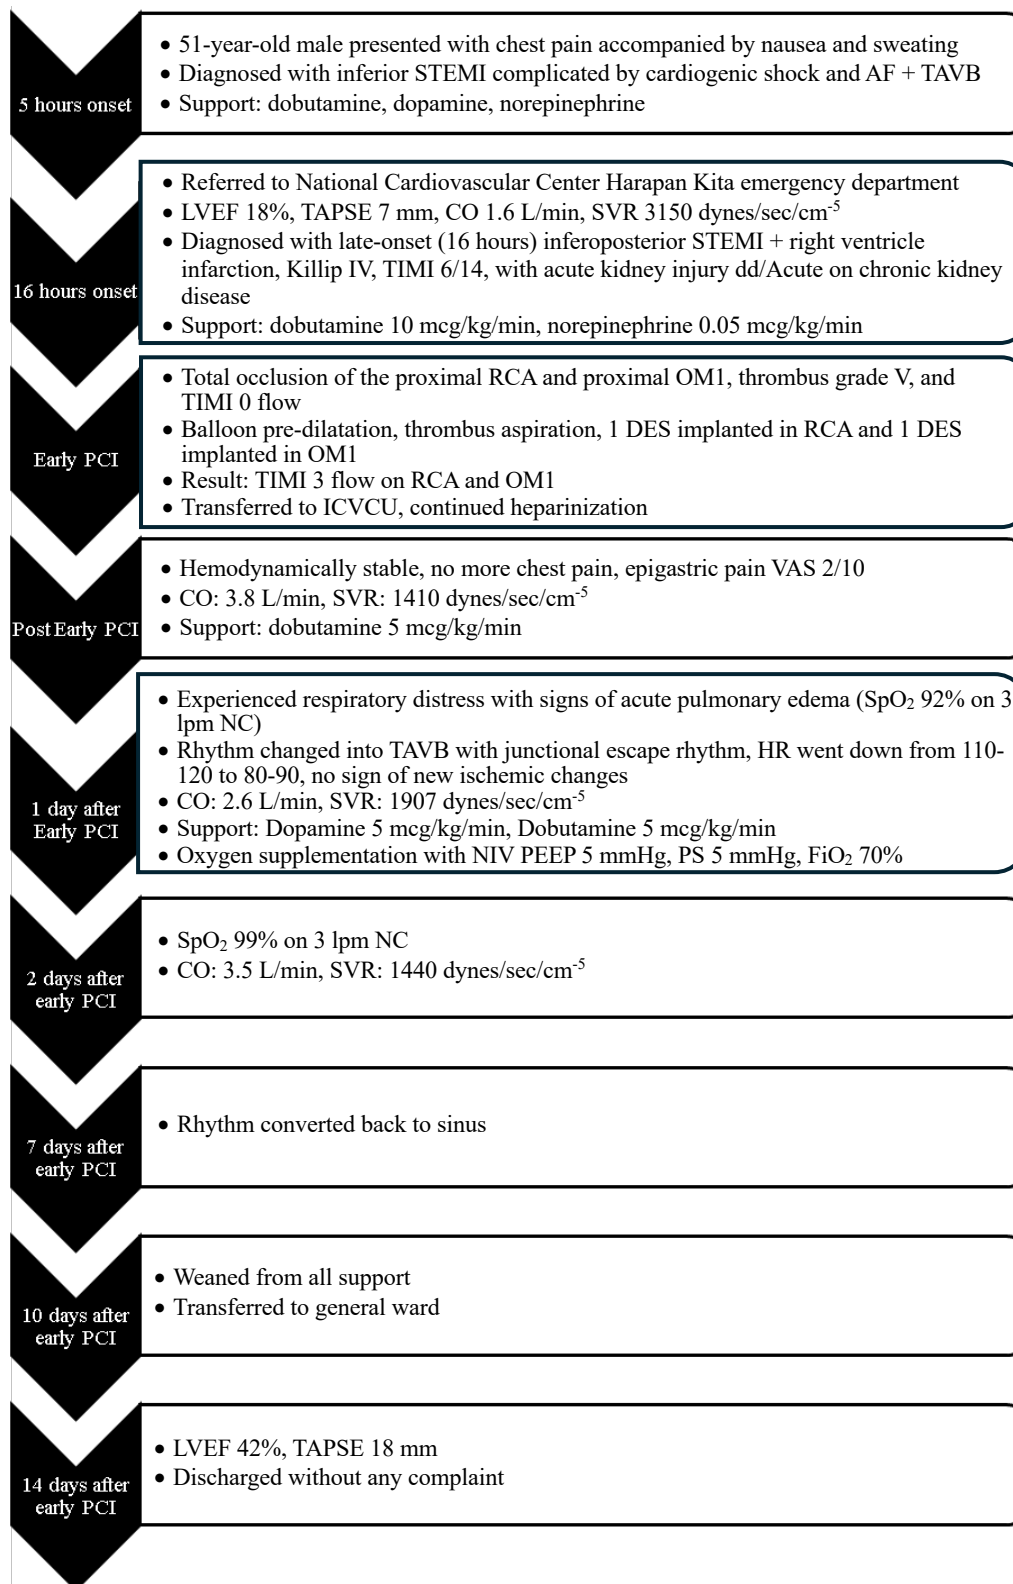 5 hours onset
• 51-year-old male presented with chest pain accompanied by nausea and sweating
• Diagnosed with inferior STEMI complicated by cardiogenic shock and AF + TAVB
• Support: dobutamine, dopamine, norepinephrine
16 hours onset
• Referred to National Cardiovascular Center Harapan Kita emergency department
• LVEF 18%, TAPSE 7 mm, CO 1.6 L/min, SVR 3150 dynes/sec/cm⁻⁵
• Diagnosed with late-onset (16 hours) inferoposterior STEMI + right ventricle
infarction, Killip IV, TIMI 6/14, with acute kidney injury dd/Acute on chronic kidney
disease
• Support: dobutamine 10 mcg/kg/min, norepinephrine 0.05 mcg/kg/min
Early PCI
• Total occlusion of the proximal RCA and proximal OM1, thrombus grade V, and
TIMI 0 flow
• Balloon pre-dilatation, thrombus aspiration, 1 DES implanted in RCA and 1 DES
implanted in OM1
• Result: TIMI 3 flow on RCA and OM1
• Transferred to ICVCU, continued heparinization
Post Early PCI
• Hemodynamically stable, no more chest pain, epigastric pain VAS 2/10
• CO: 3.8 L/min, SVR: 1410 dynes/sec/cm⁻⁵
• Support: dobutamine 5 mcg/kg/min
1 day after
Early PCI
• Experienced respiratory distress with signs of acute pulmonary edema (SpO₂ 92% on 3
lpm NC)
• Rhythm changed into TAVB with junctional escape rhythm, HR went down from 110-
120 to 80-90, no sign of new ischemic changes
• CO: 2.6 L/min, SVR: 1907 dynes/sec/cm⁻⁵
• Support: Dopamine 5 mcg/kg/min, Dobutamine 5 mcg/kg/min
• Oxygen supplementation with NIV PEEP 5 mmHg, PS 5 mmHg, FiO₂ 70%
2 days after
early PCI
• SpO₂ 99% on 3 lpm NC
• CO: 3.5 L/min, SVR: 1440 dynes/sec/cm⁻⁵
7 days after
early PCI
• Rhythm converted back to sinus
10 days after
early PCI
• Weaned from all support
• Transferred to general ward
14 days after
early PCI
• LVEF 42%, TAPSE 18 mm
• Discharged without any complaint